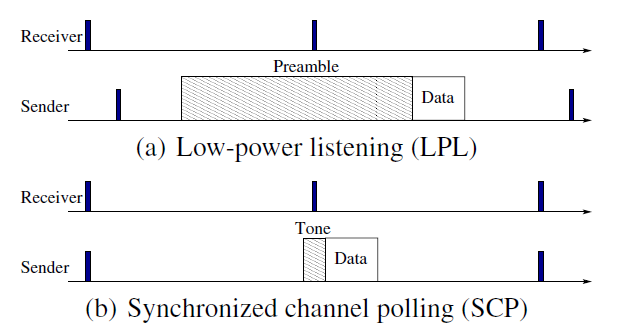 Receiver
Preamble
Sender
Data
(a) Low-power listening (LPL)
Receiver
Tone
Sender
Data
(b) Synchronized channel polling (SCP)